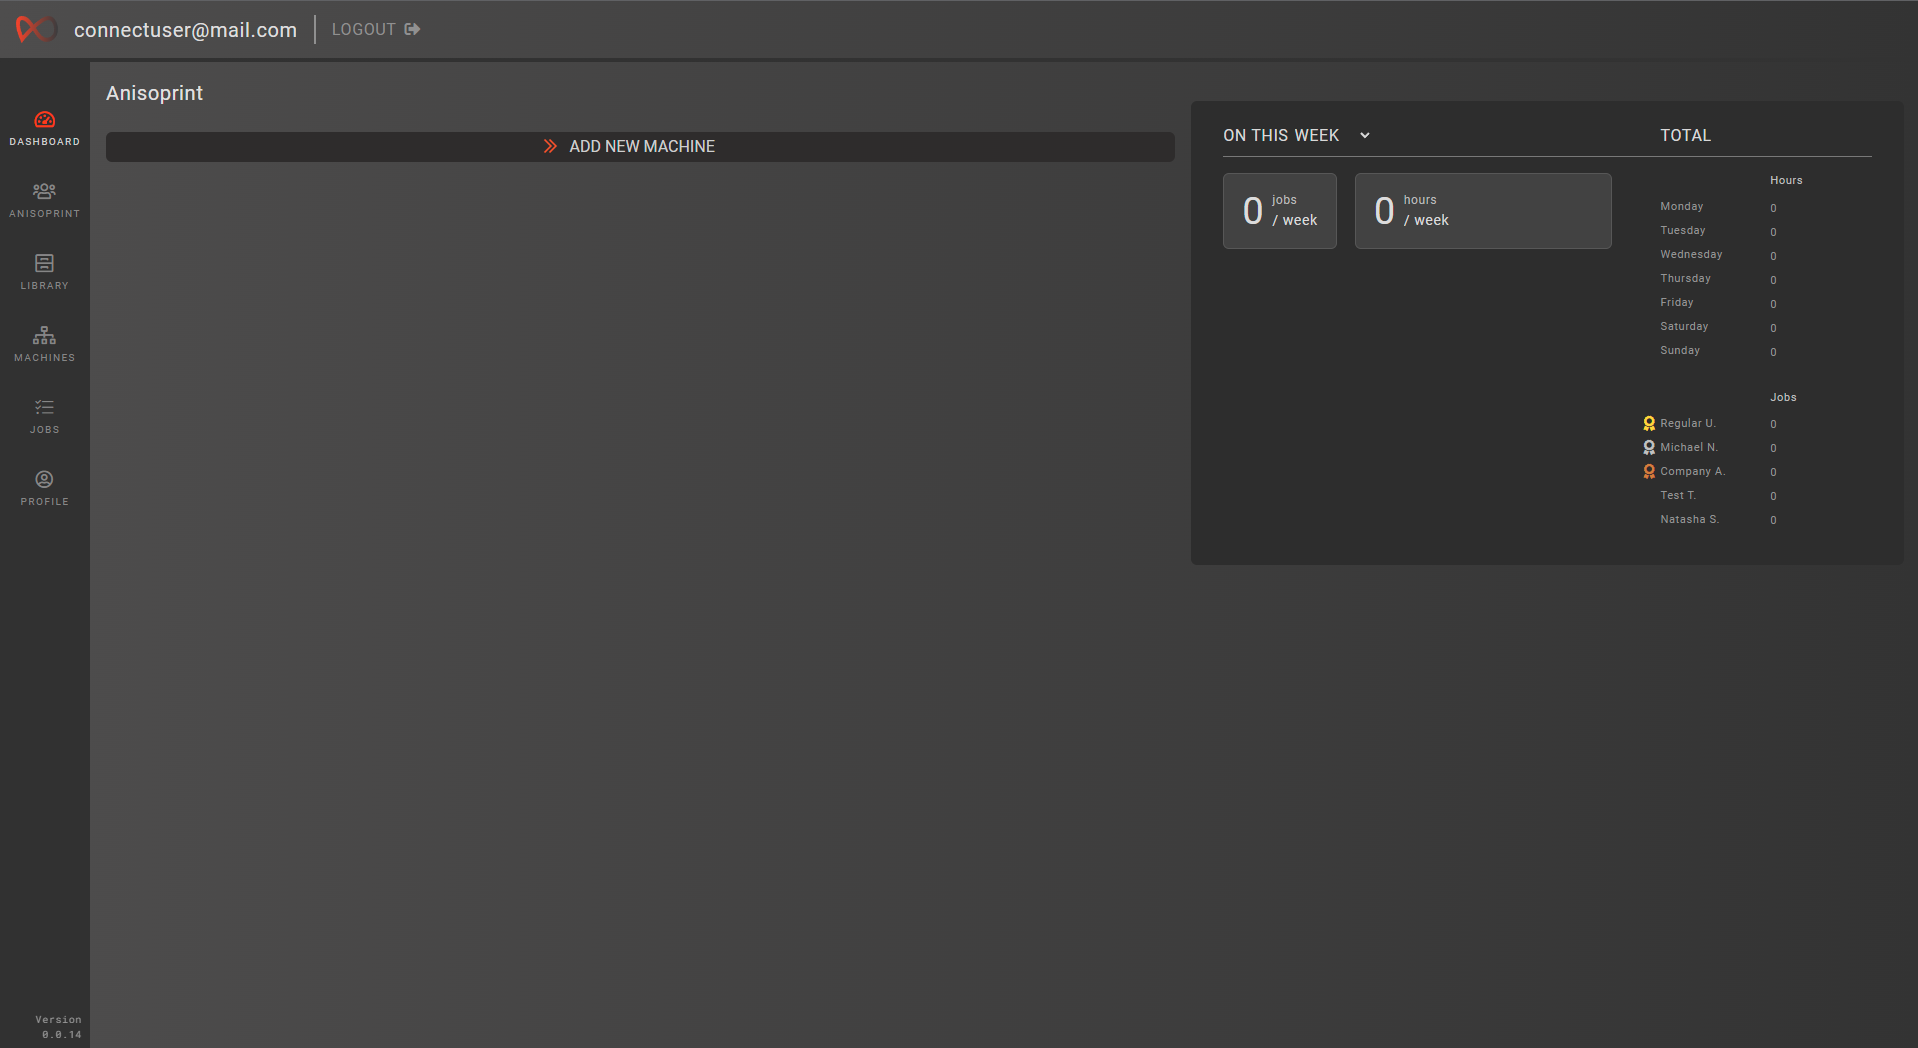 connectuser@mail.com LOGOUT
DASHBOARD
ANISOPRINT
LIBRARY
MACHINES
JOBS
PROFILE
Version
0.0.14
Anisoprint
ADD NEW MACHINE
ON THIS WEEK
0 jobs
/ week
0 hours
/ week
TOTAL
Hours
Monday 0
Tuesday 0
Wednesday 0
Thursday 0
Friday 0
Saturday 0
Sunday 0
Jobs
Regular U. 0
Michael N. 0
Company A. 0
Test T. 0
Natasha S. 0